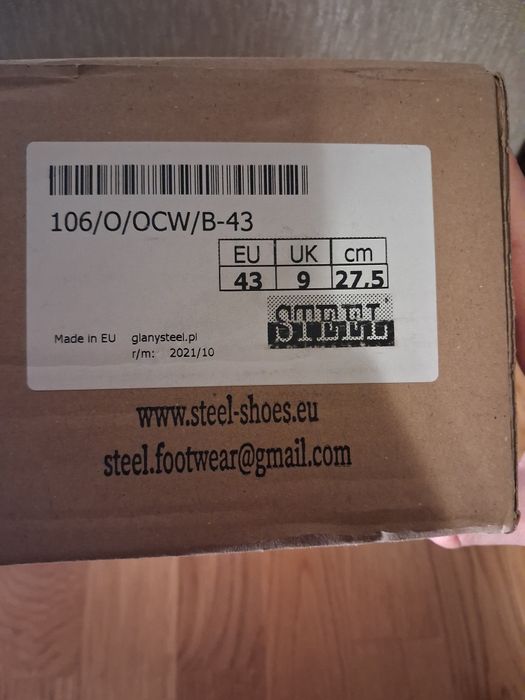 106/O/OCW/B-43
EU UK cm
43 9 27,5
STEEL
Made in EU glanysteel.pl
r/m: 2021/10
www.steel-shoes.eu
steel.footwear@gmail.com